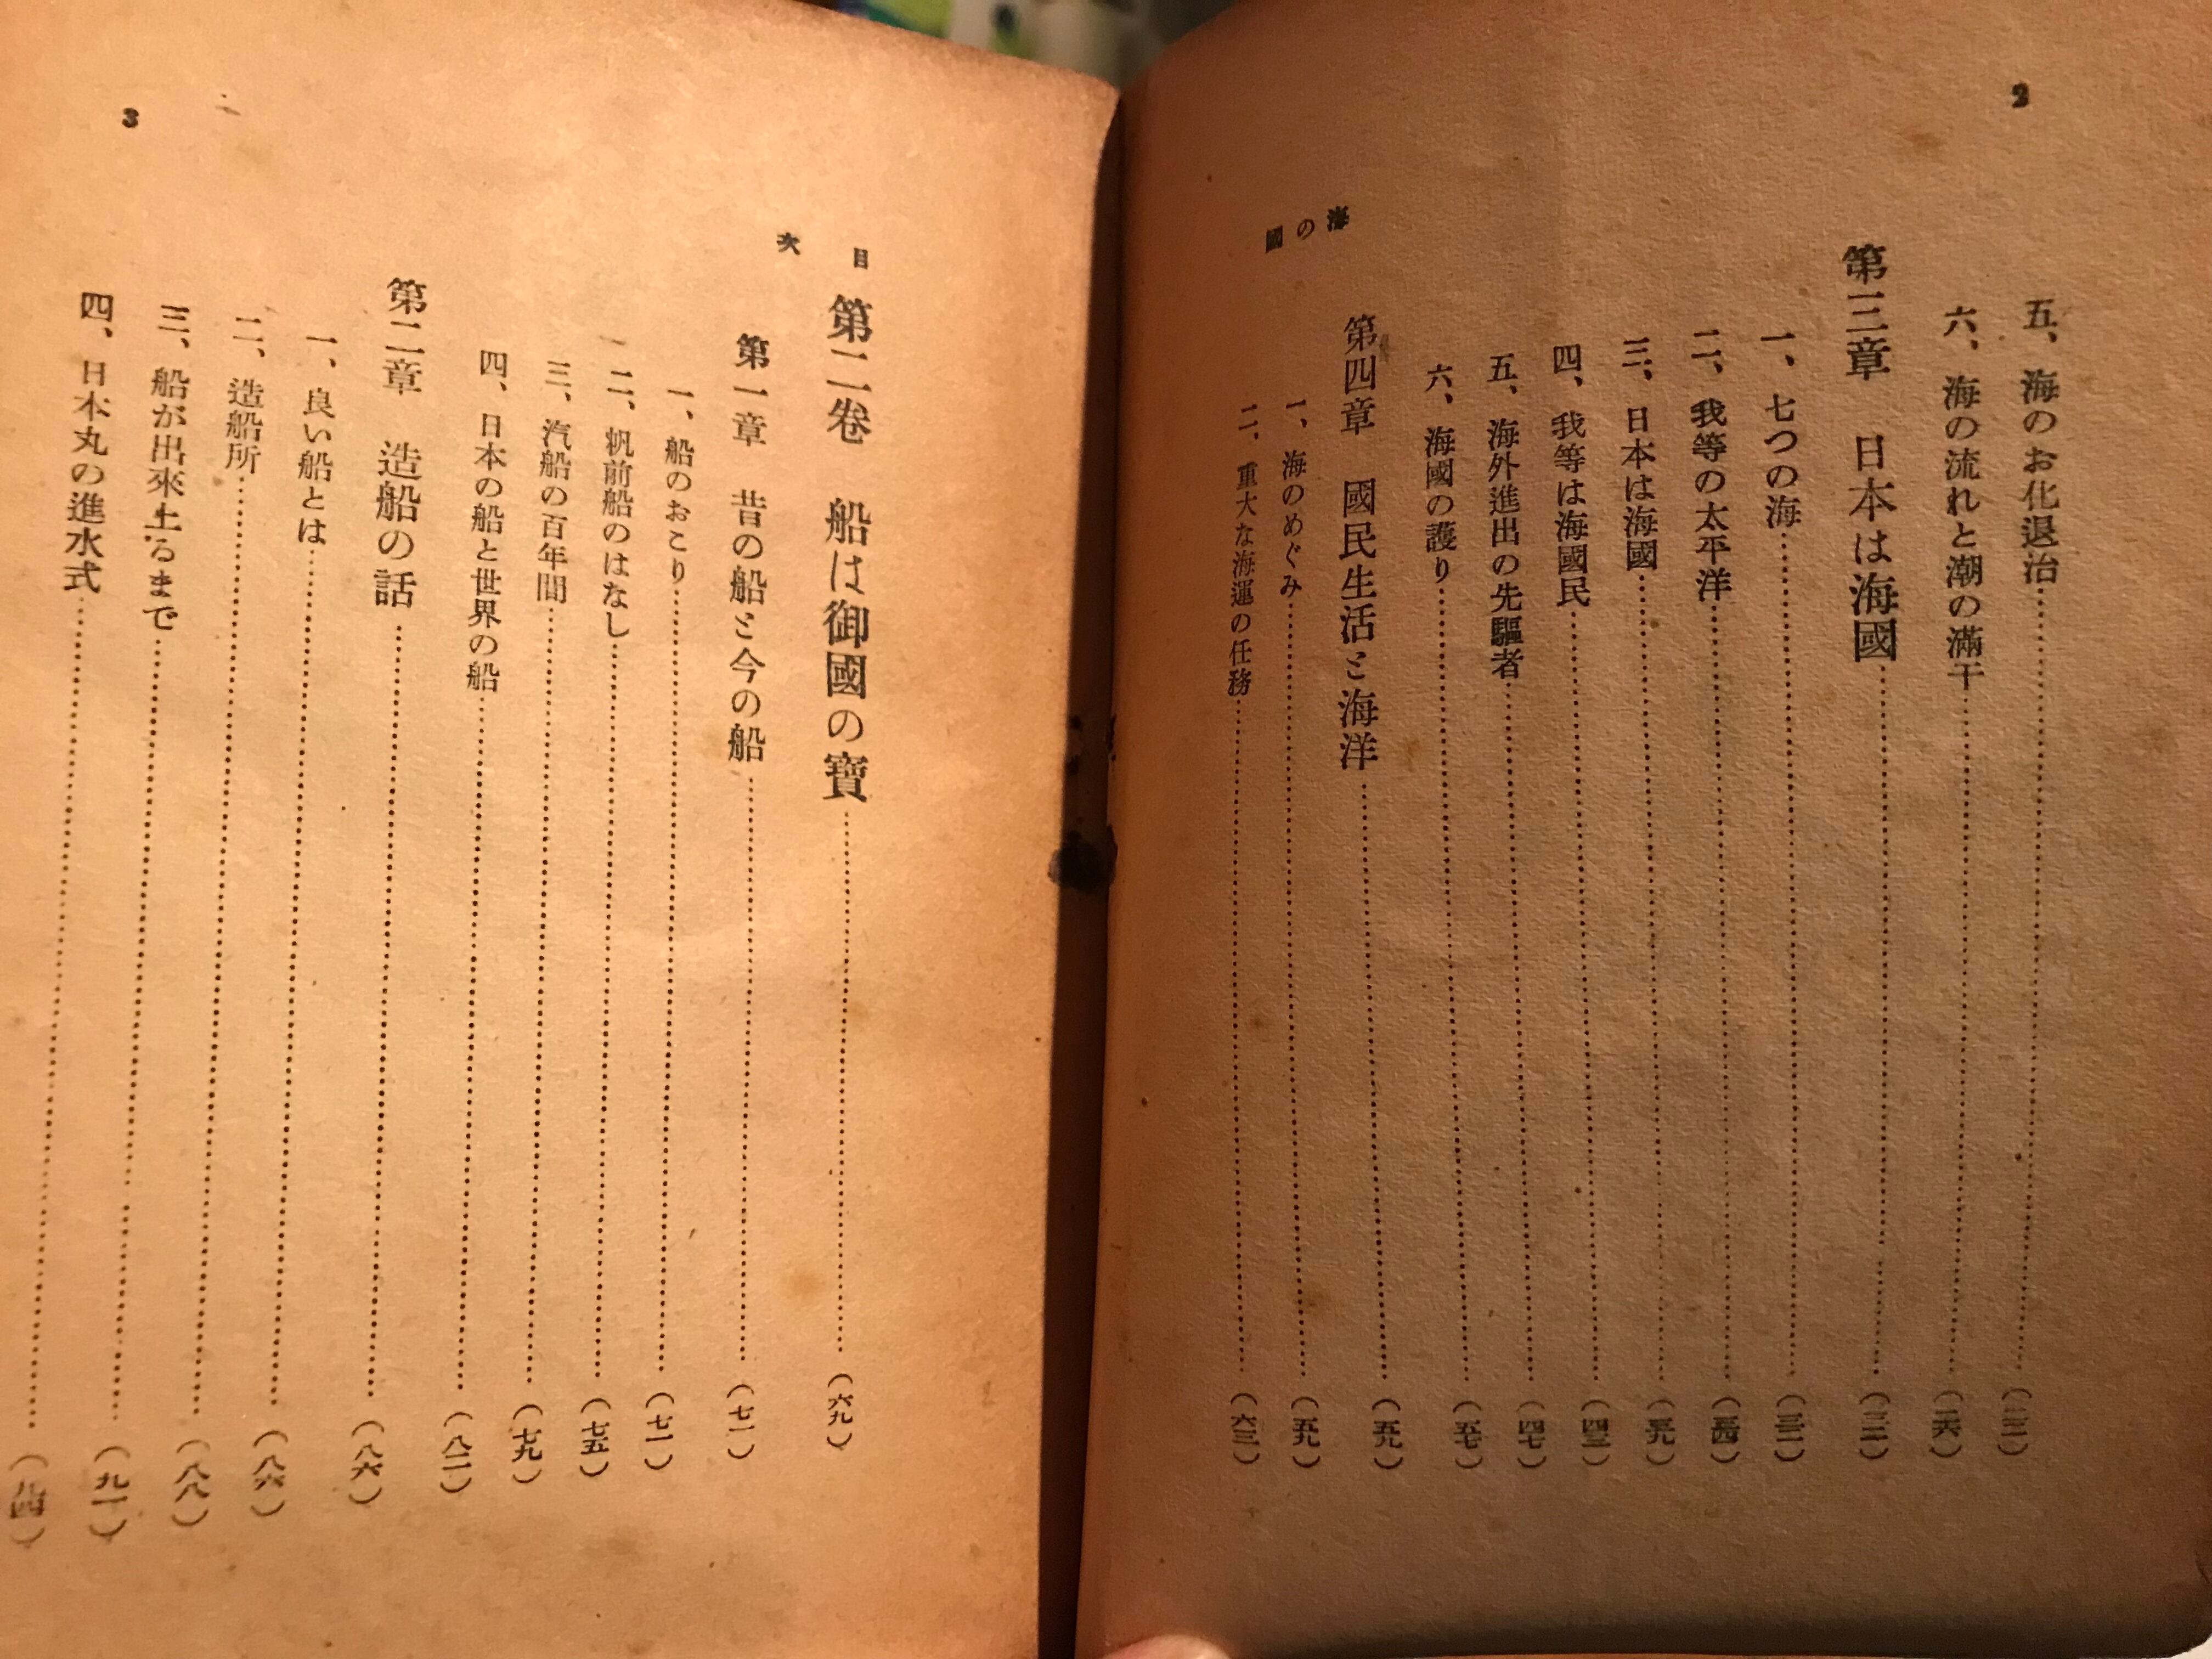 2
海の國
五、海のお化退治……(二二)
六、海の流れと潮の滿干……(二六)
第三章　日本は海國……(三二)
一、七つの海……(三二)
二、我等の太平洋……(三四)
三、日本は海國……(三九)
四、我等は海國民……(四三)
五、海外進出の先驅者……(四七)
六、海國の護り……(五七)
第四章　國民生活と海洋……(五九)
一、海のめぐみ……(五九)
二、重大な海運の任務……(六三)
3
目次
第二卷　船は御國の寶……(六九)
第一章　昔の船と今の船……(七一)
一、船のおこり……(七一)
二、帆前船のはなし……(七五)
三、汽船の百年間……(七九)
四、日本の船と世界の船……(八二)
第二章　造船の話……(八六)
一、良い船とは……(八六)
二、造船所……(八八)
三、船が出來上るまで……(九一)
四、日本丸の進水式……(九四)